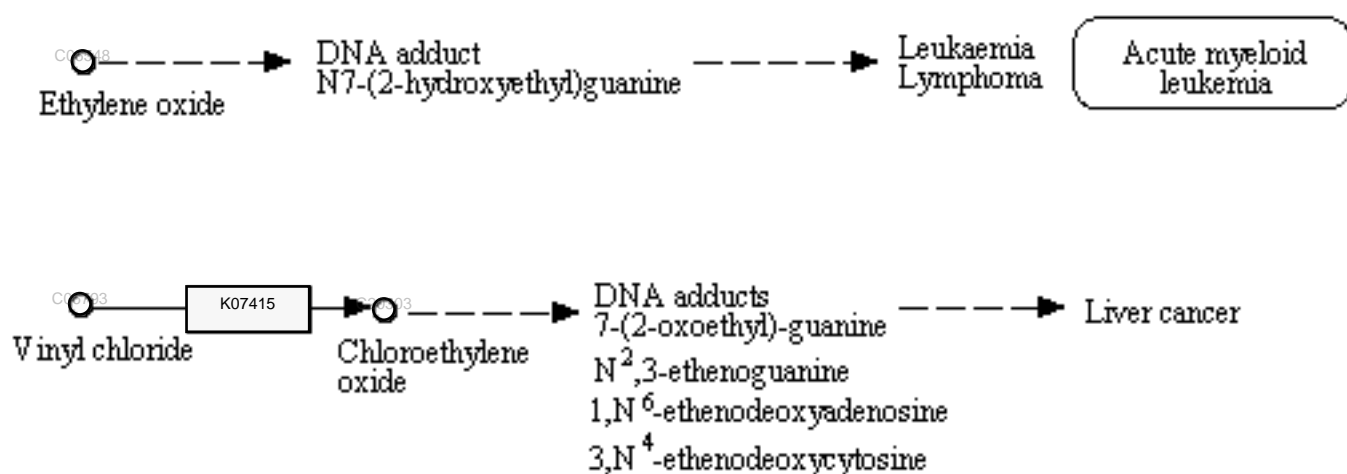 DNA adduct
N7-(2-hydroxyethyl)guanine
Ethylene oxide
Leukaemia
Lymphoma
Acute myeloid
leukemia
K07415
Vinyl chloride
Chloroethylene
oxide
DNA adducts
7-(2-oxoethyl)-guanine
N²,3-ethenoguanine
1,N⁶-ethenodeoxyadenosine
3,N⁴-ethenodeoxycytosine
Liver cancer